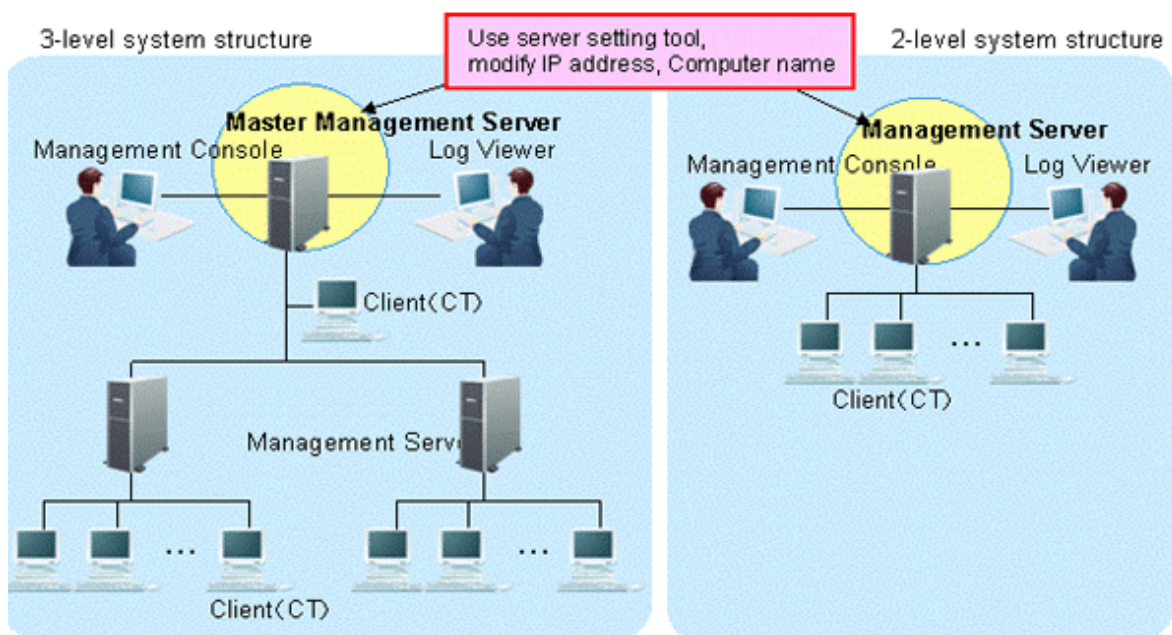 3-level system structure
Use server setting tool,
modify IP address, Computer name
2-level system structure
Master Management Server
Management Console
Log Viewer
Client(CT)
Management Serv
Client(CT)
Management Server
Management Console
Log Viewer
...
Client(CT)
...
...